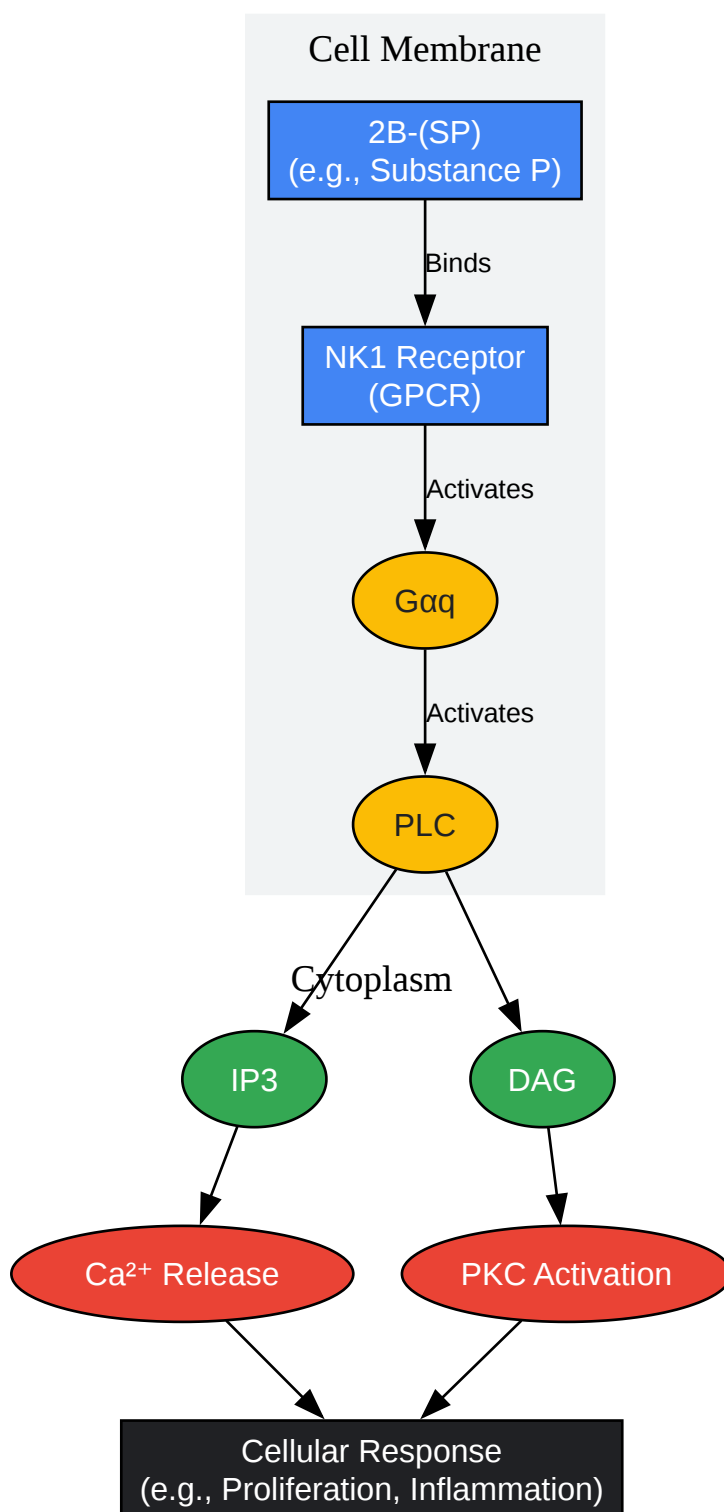 Cell Membrane
2B-(SP)
(e.g., Substance P)
Binds
NK1 Receptor
(GPCR)
Activates
Gαq
Activates
PLC
Cytoplasm
IP3
DAG
Ca²⁺ Release
PKC Activation
Cellular Response
(e.g., Proliferation, Inflammation)